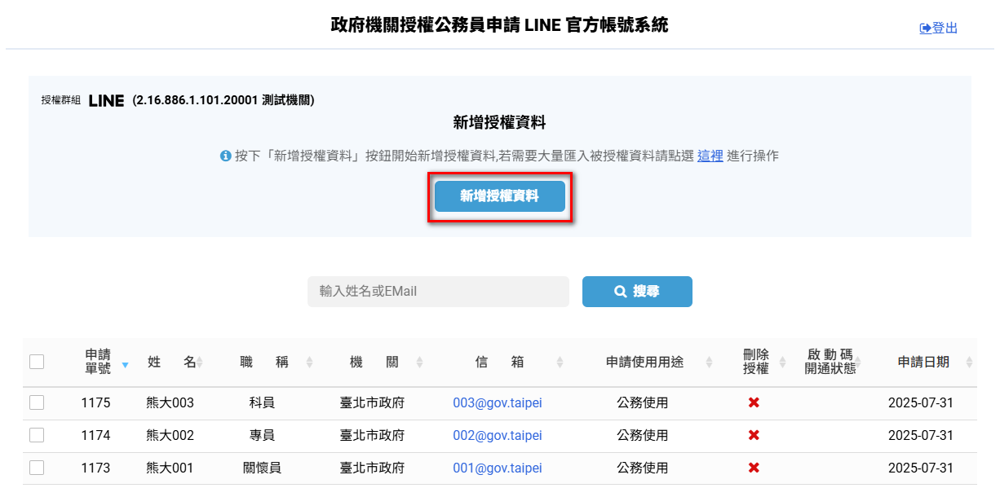 政府機關授權公務員申請 LINE 官方帳號系統
登出
授權群組 LINE (2.16.886.1.101.20001 測試機關)
新增授權資料
按下「新增授權資料」按鈕開始新增授權資料,若需要大量匯入被授權資料請點選 這裡 進行操作
新增授權資料
輸入姓名或EMail 搜尋
申請單號 姓 名 職 稱 機 關 信 箱 申請使用用途 刪除授權 啟動碼開通狀態 申請日期
1175 熊大003 科員 臺北市政府 003@gov.taipei 公務使用 2025-07-31
1174 熊大002 專員 臺北市政府 002@gov.taipei 公務使用 2025-07-31
1173 熊大001 關懷員 臺北市政府 001@gov.taipei 公務使用 2025-07-31